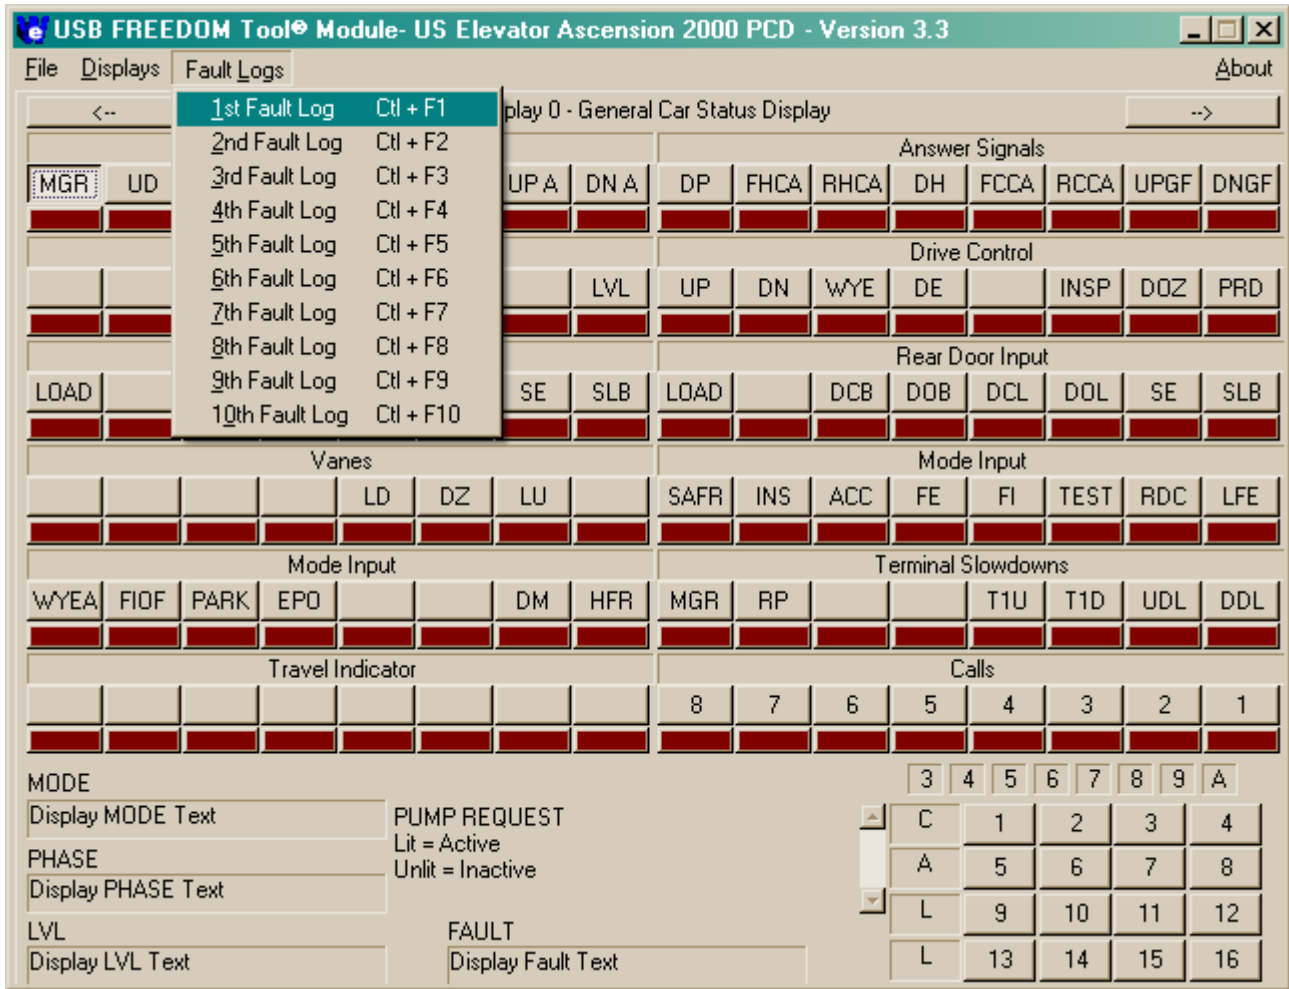 USB FREEDOM Tool® Module- US Elevator Ascension 2000 PCD - Version 3.3
File Displays Fault Logs About
<-- play 0 - General Car Status Display -->
1st Fault Log Ctl + F1
2nd Fault Log Ctl + F2
3rd Fault Log Ctl + F3
4th Fault Log Ctl + F4
5th Fault Log Ctl + F5
6th Fault Log Ctl + F6
7th Fault Log Ctl + F7
8th Fault Log Ctl + F8
9th Fault Log Ctl + F9
10th Fault Log Ctl + F10
Answer Signals
MGR UD UP A DN A DP FHCA RHCA DH FCCA RCCA UPGF DNGF
Drive Control
LVL UP DN WYE DE INSP DOZ PRD
Rear Door Input
LOAD SE SLB LOAD DCB DOB DCL DOL SE SLB
Vanes Mode Input
LD DZ LU SAFR INS ACC FE FI TEST RDC LFE
Mode Input Terminal Slowdowns
WYEA FIOF PARK EPO DM HFR MGR RP T1U T1D UDL DDL
Travel Indicator Calls
8 7 6 5 4 3 2 1
3 4 5 6 7 8 9 A
MODE
Display MODE Text
PUMP REQUEST
Lit = Active
Unlit = Inactive
PHASE
Display PHASE Text
LVL
Display LVL Text
FAULT
Display Fault Text
C 1 2 3 4
A 5 6 7 8
L 9 10 11 12
L 13 14 15 16